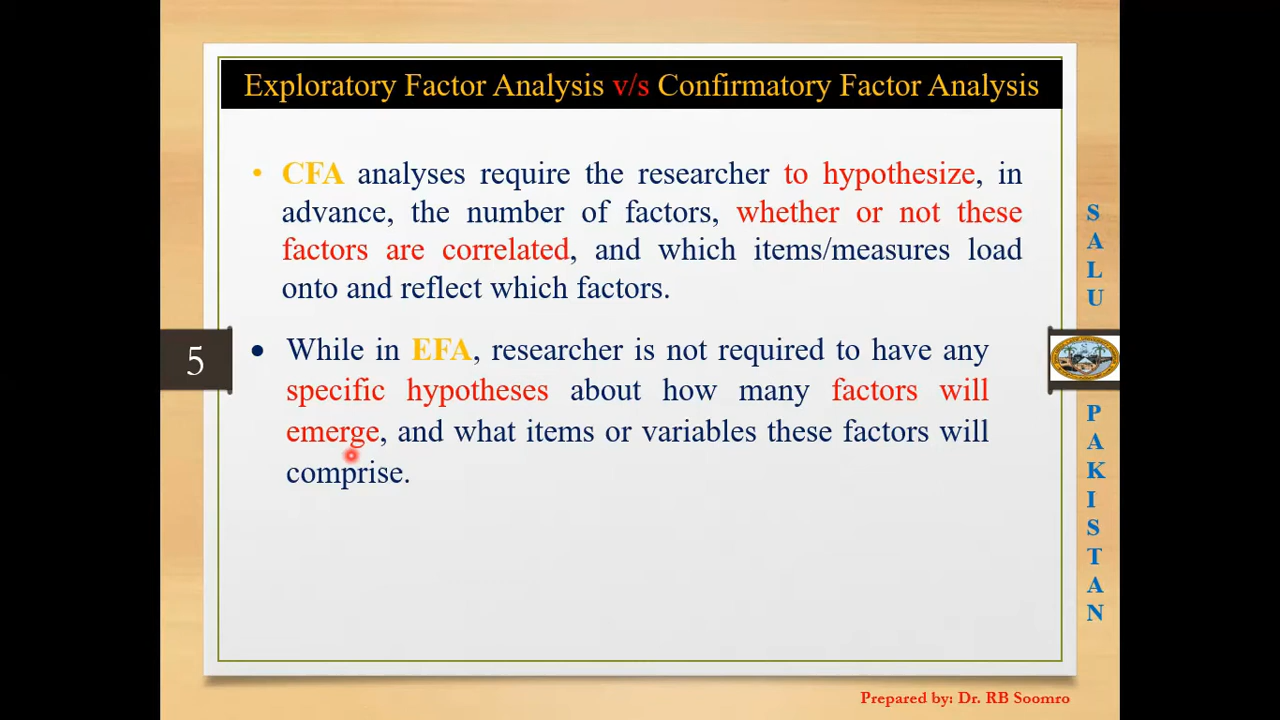 Exploratory Factor Analysis v/s Confirmatory Factor Analysis
• CFA analyses require the researcher to hypothesize, in
advance, the number of factors, whether or not these
factors are correlated, and which items/measures load
onto and reflect which factors.
• While in EFA, researcher is not required to have any
specific hypotheses about how many factors will
emerge, and what items or variables these factors will
comprise.
5
S
A
L
U
P
A
K
I
S
T
A
N
Prepared by: Dr. RB Soomro